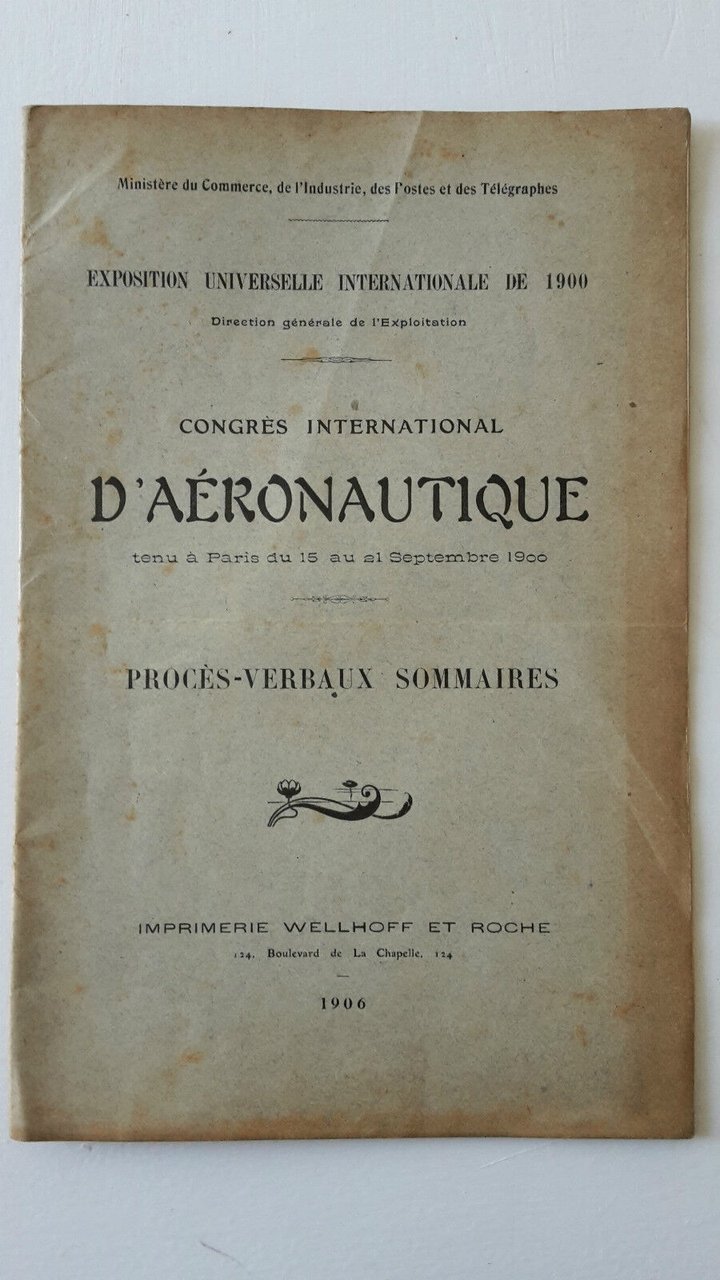 Ministère du Commerce, de l'Industrie, des Postes et des Télégraphes
EXPOSITION UNIVERSELLE INTERNATIONALE DE 1900
Direction générale de l'Exploitation
CONGRÈS INTERNATIONAL
D'AÉRONAUTIQUE
tenu à Paris du 15 au 21 Septembre 1900
PROCÈS-VERBAUX SOMMAIRES
IMPRIMERIE WELLHOFF ET ROCHE
124, Boulevard de La Chapelle, 124
1906